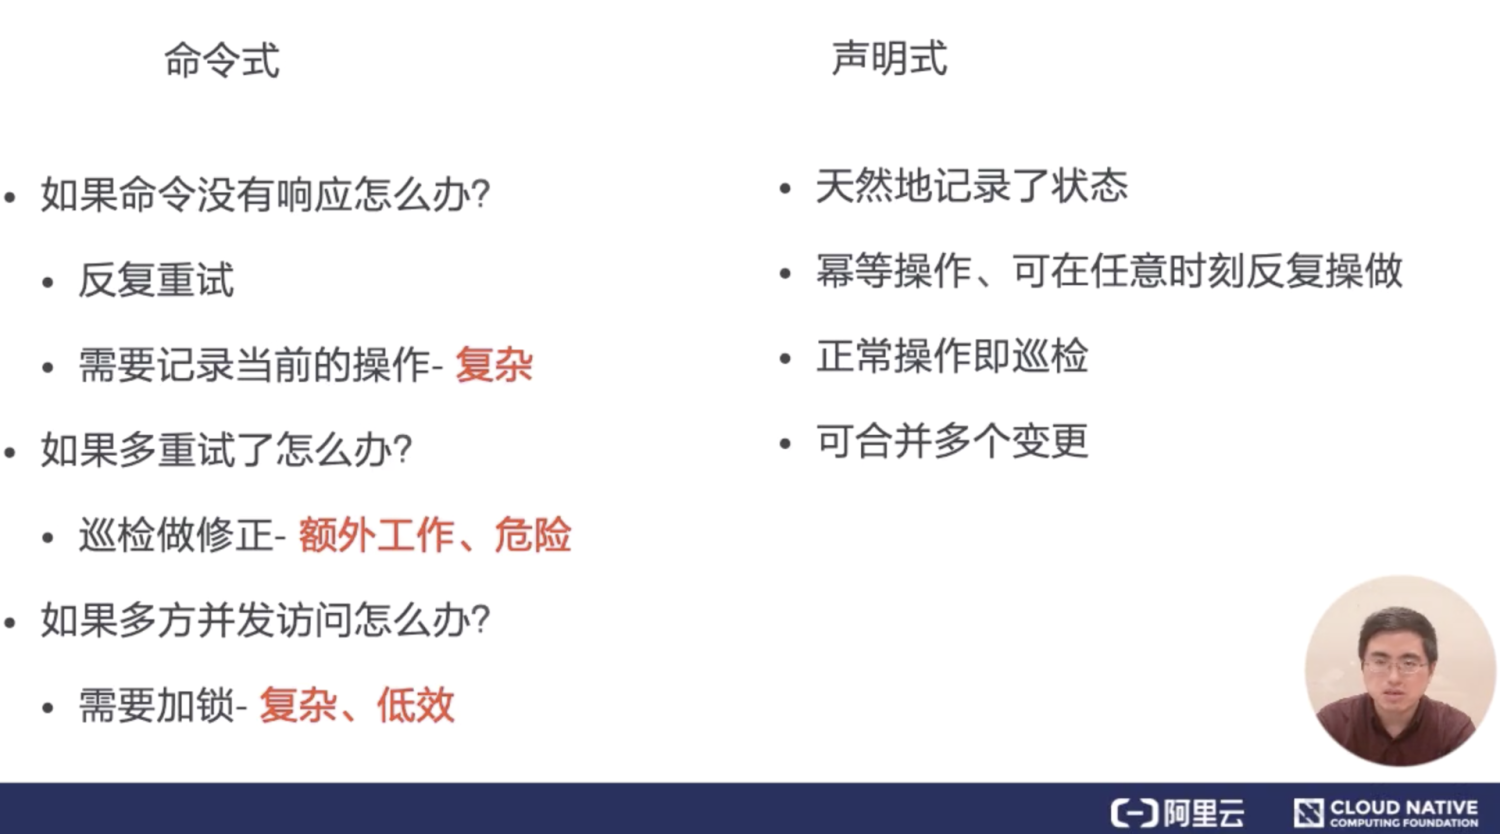 命令式
如果命令没有响应怎么办?
反复重试
需要记录当前的操作- 复杂
如果多重试了怎么办?
巡检做修正- 额外工作、危险
如果多方并发访问怎么办?
需要加锁- 复杂、低效
声明式
天然地记录了状态
幂等操作、可在任意时刻反复操做
正常操作即巡检
可合并多个变更
阿里云
CLOUD NATIVE
COMPUTING FOUNDATION